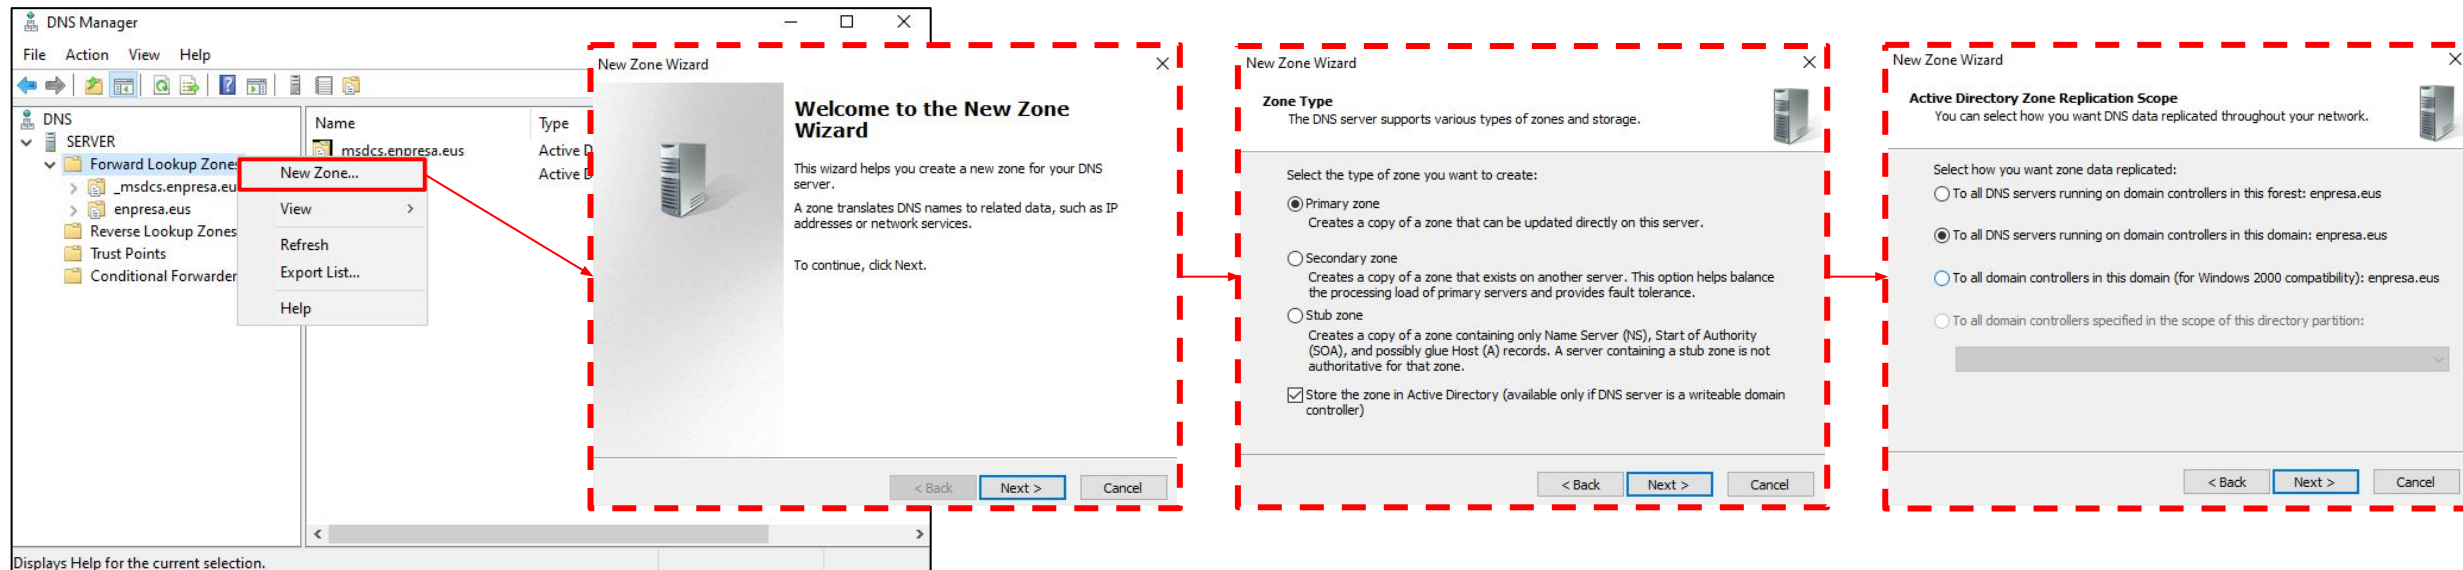 DNS Manager
File Action View Help
DNS
SERVER
Forward Lookup Zones
_msdcs.enpresa.eu
enpresa.eus
Reverse Lookup Zones
Trust Points
Conditional Forwarder
Name Type
msdcs.enpresa.eus Active D
Active D
New Zone...
View
Refresh
Export List...
Help
Displays Help for the current selection.
New Zone Wizard
Welcome to the New Zone
Wizard
This wizard helps you create a new zone for your DNS
server.
A zone translates DNS names to related data, such as IP
addresses or network services.
To continue, click Next.
< Back Next > Cancel
New Zone Wizard
Zone Type
The DNS server supports various types of zones and storage.
Select the type of zone you want to create:
Primary zone
Creates a copy of a zone that can be updated directly on this server.
Secondary zone
Creates a copy of a zone that exists on another server. This option helps balance
the processing load of primary servers and provides fault tolerance.
Stub zone
Creates a copy of a zone containing only Name Server (NS), Start of Authority
(SOA), and possibly glue Host (A) records. A server containing a stub zone is not
authoritative for that zone.
Store the zone in Active Directory (available only if DNS server is a writeable domain
controller)
< Back Next > Cancel
New Zone Wizard
Active Directory Zone Replication Scope
You can select how you want DNS data replicated throughout your network.
Select how you want zone data replicated:
To all DNS servers running on domain controllers in this forest: enpresa.eus
To all DNS servers running on domain controllers in this domain: enpresa.eus
To all domain controllers in this domain (for Windows 2000 compatibility): enpresa.eus
To all domain controllers specified in the scope of this directory partition:
< Back Next > Cancel